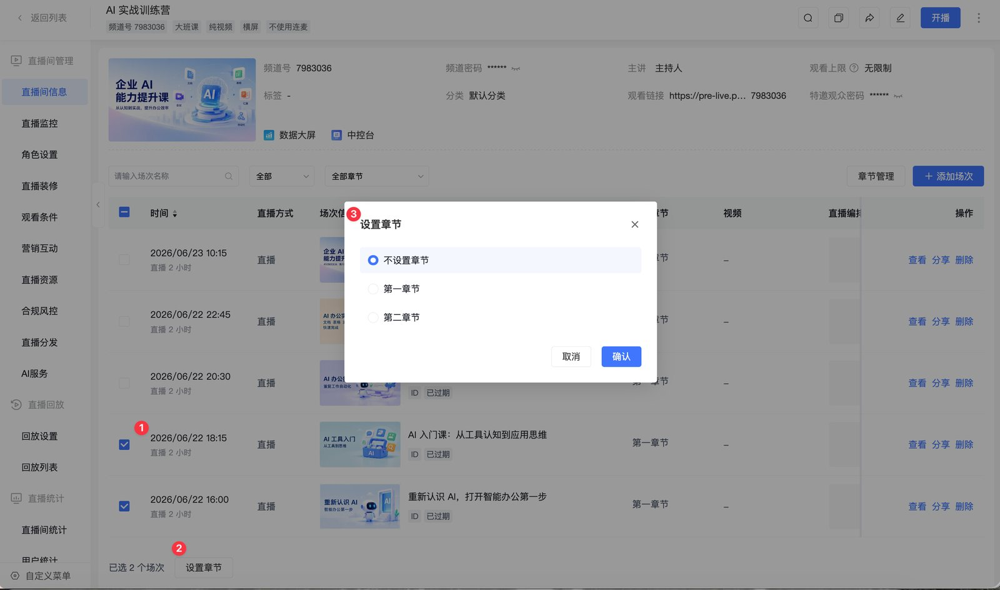 返回列表
AI 实战训练营
频道号 7983036 大班课 纯视频 横屏 不使用连麦
开播
直播间管理
直播间信息
直播监控
角色设置
直播装修
观看条件
营销互动
直播资源
合规风控
直播分发
AI服务
直播回放
回放设置
回放列表
直播统计
直播间统计
用户统计
自定义菜单
企业 AI
能力提升课
从认知到实战,提升办公效率
AI
频道号 7983036
频道密码 ******
主讲 主持人
观看上限 ? 无限制
标签 -
分类 默认分类
观看链接 https://pre-live.p... 7983036
特邀观众密码 ******
数据大屏 中控台
请输入场次名称
全部
全部章节
章节管理
+ 添加场次
时间 直播方式 场次信 章节 视频 直播编排 操作
2026/06/23 10:15
直播 2 小时
直播
企业 AI
能力提升
节
–
查看 分享 删除
2026/06/22 22:45
直播 2 小时
直播
AI 办公实
文档 表格
快速完成
章节
–
查看 分享 删除
2026/06/22 20:30
直播 2 小时
直播
AI 办公
重复工作自动化
ID 已过期
第一章节
–
查看 分享 删除
1
2026/06/22 18:15
直播 2 小时
直播
AI 工具入门
从工具到思维
AI
AI 入门课:从工具认知到应用思维
ID 已过期
第一章节
–
查看 分享 删除
2026/06/22 16:00
直播 2 小时
直播
重新认识 AI
智能办公第一步
AI
重新认识 AI,打开智能办公第一步
ID 已过期
第一章节
–
查看 分享 删除
2
已选 2 个场次
设置章节
3
设置章节
不设置章节
第一章节
第二章节
取消
确认